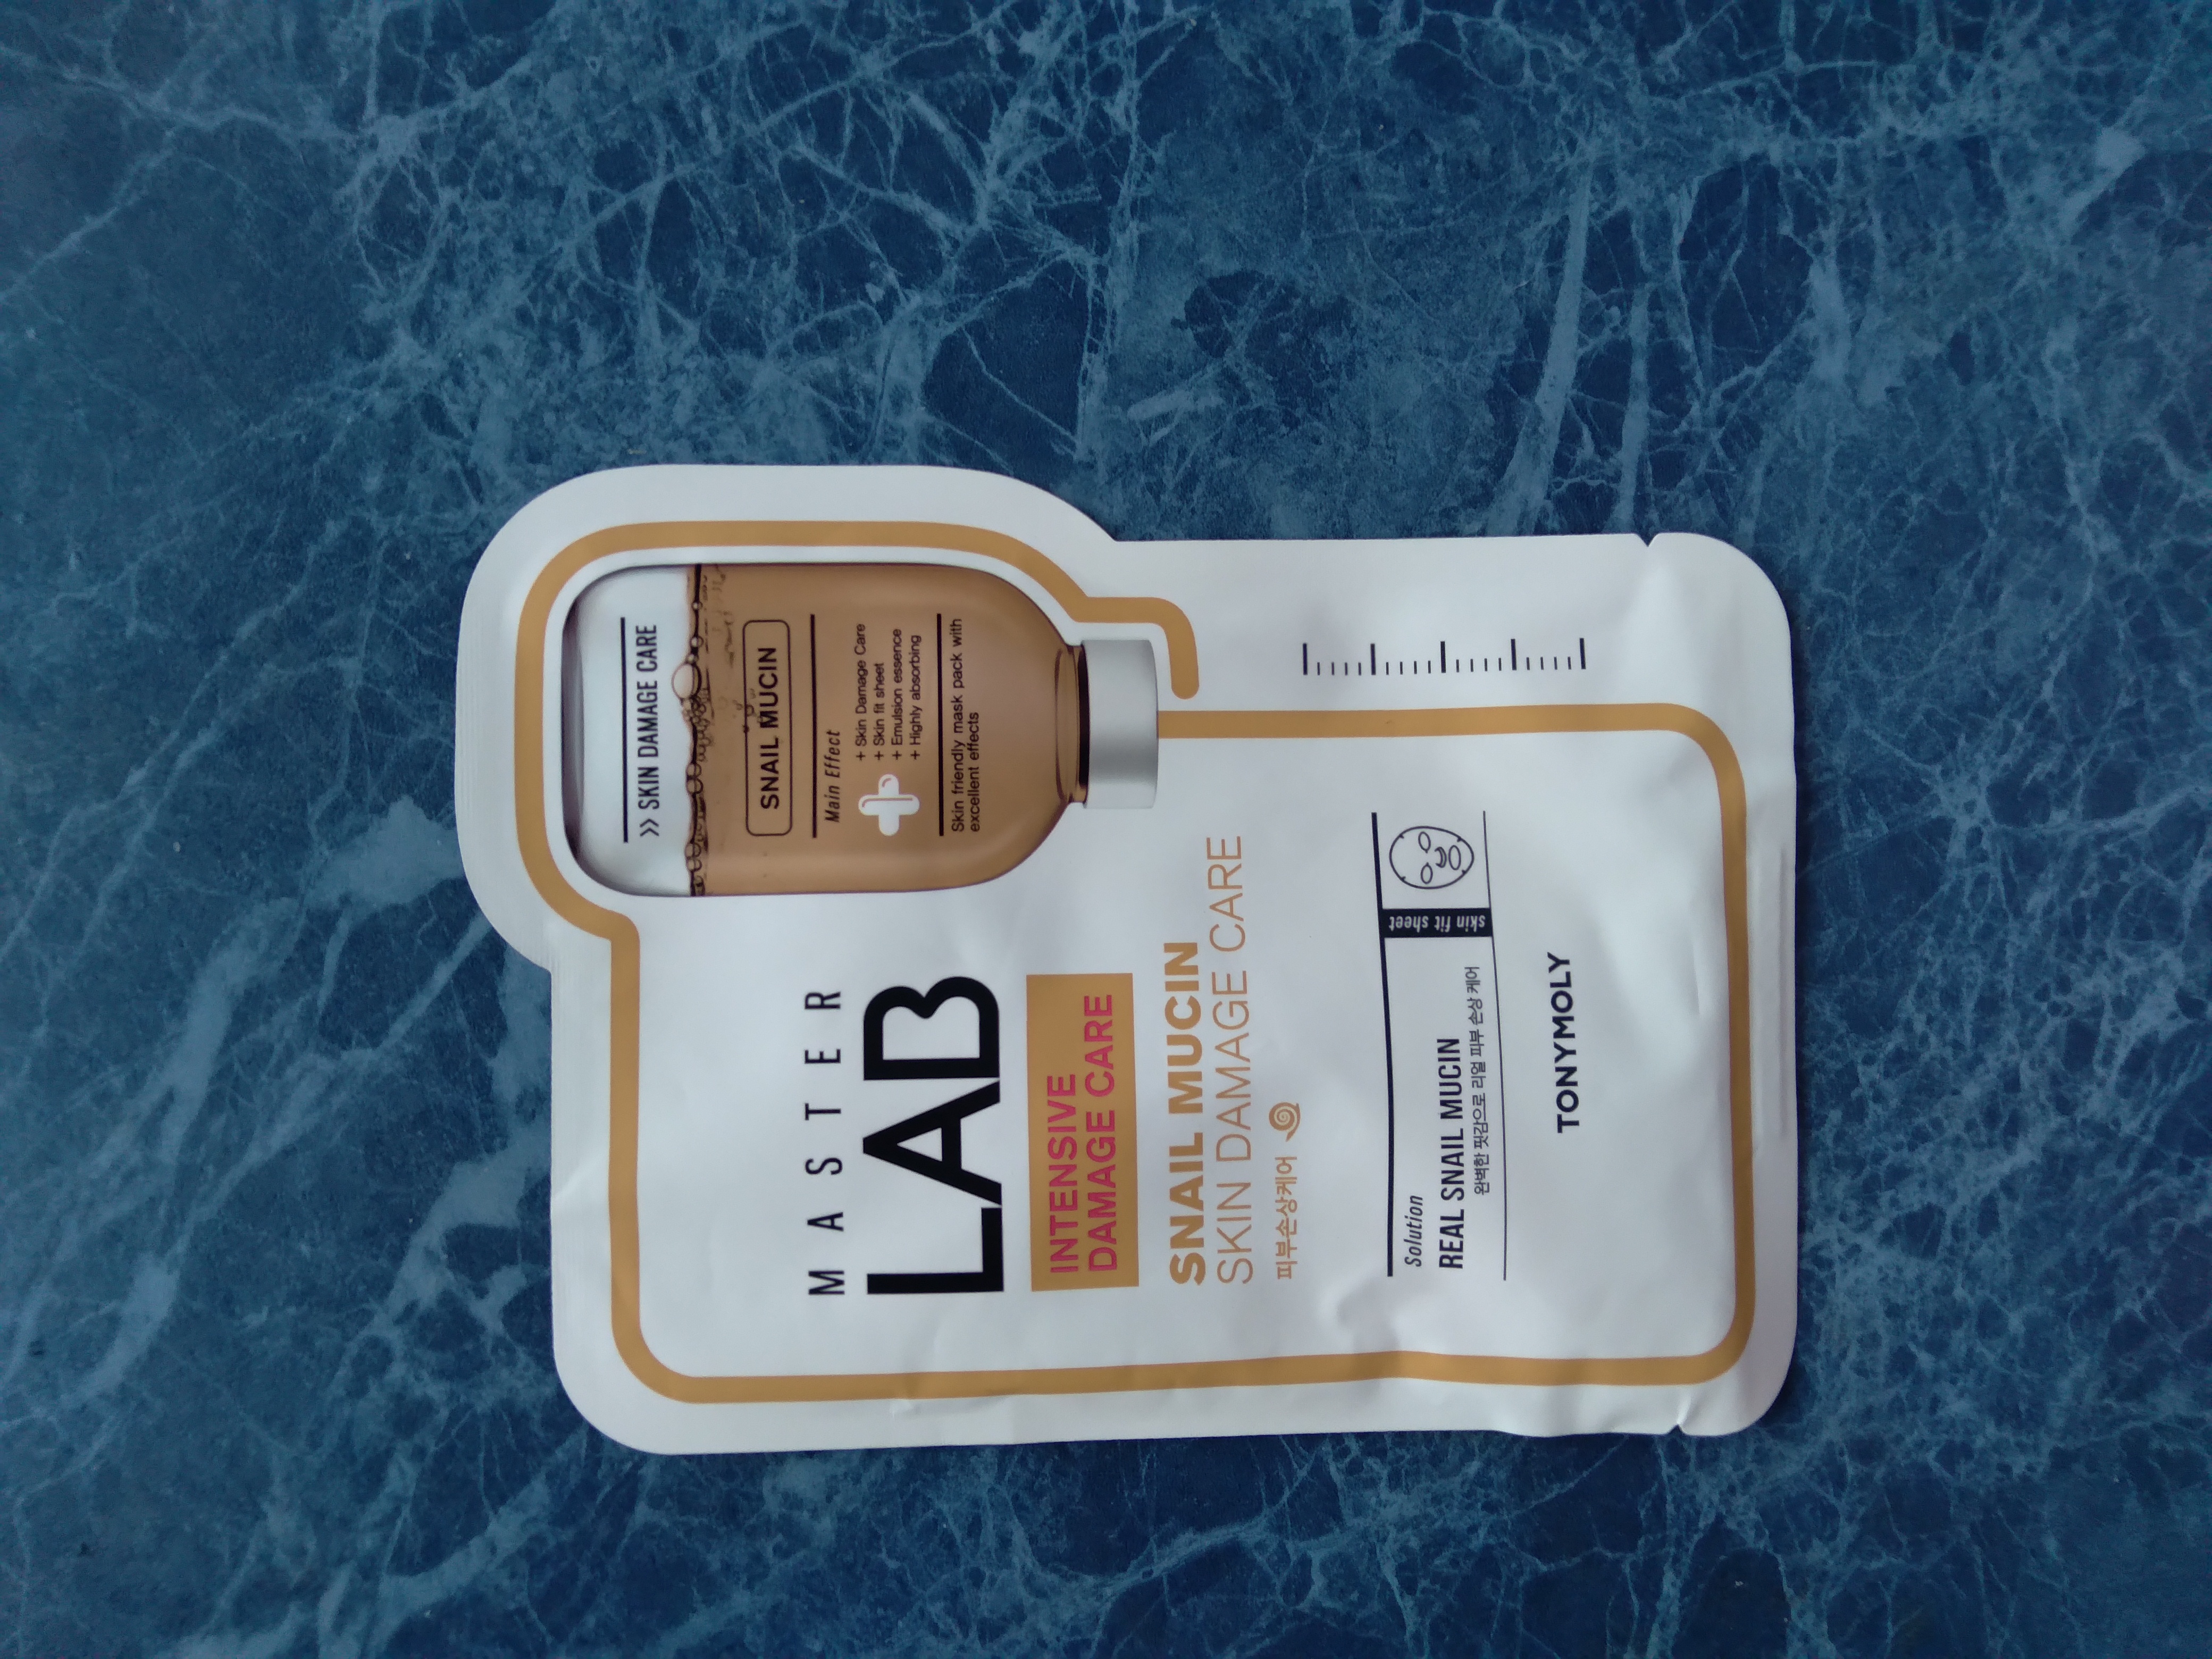 MASTER
LAB
INTENSIVE
DAMAGE CARE
SNAIL MUCIN
SKIN DAMAGE CARE
피부손상케어
>> SKIN DAMAGE CARE
SNAIL MUCIN
Main Effect
+ Skin Damage Care
+ Skin fit sheet
+ Emulsion essence
+ Highly absorbing
Skin friendly mask pack with
excellent effects
Solution
REAL SNAIL MUCIN
완벽한 핏감으로 리얼 피부 손상 케어
skin fit sheet
TONYMOLY